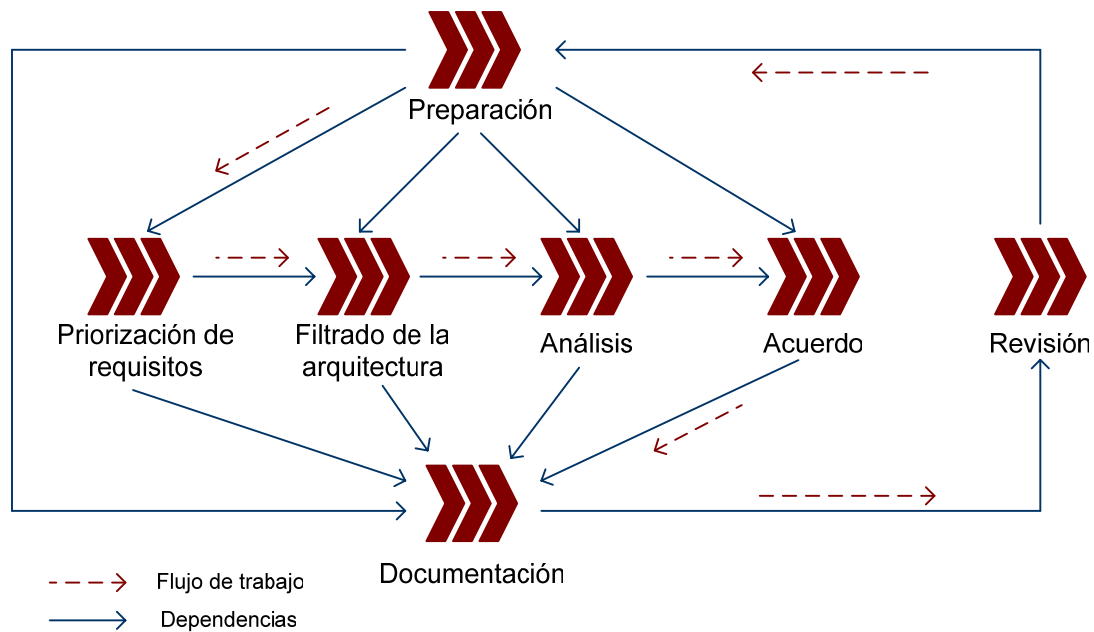 Preparación
Priorización de
requisitos
Filtrado de la
arquitectura
Análisis
Acuerdo
Revisión
Documentación
Flujo de trabajo
Dependencias